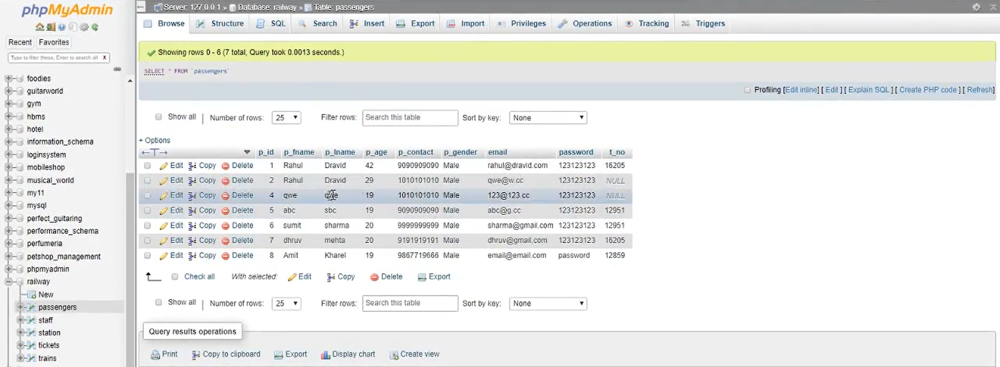 phpMyAdmin
Recent Favorites
Type to filter these, Enter to search all X
foodies
guitarworld
gym
hbms
hotel
information_schema
loginsystem
mobileshop
musical_world
my11
mysql
perfect_guitaring
performance_schema
perfumeria
petshop_management
phpmyadmin
railway
New
passengers
staff
station
tickets
trains
Server: 127.0.0.1 » Database: railway » Table: passengers
Browse Structure SQL Search Insert Export Import Privileges Operations Tracking Triggers
Showing rows 0 - 6 (7 total, Query took 0.0013 seconds.)
SELECT * FROM `passengers`
Profiling [Edit inline] [ Edit ] [ Explain SQL ] [ Create PHP code ] [ Refresh]
Show all | Number of rows: 25 Filter rows: Search this table Sort by key: None
+ Options
←T→ p_id p_fname p_lname p_age p_contact p_gender email password t_no
Edit Copy Delete 1 Rahul Dravid 42 9090909090 Male rahul@dravid.com 123123123 16205
Edit Copy Delete 2 Rahul Dravid 29 1010101010 Male qwe@w.cc 123123123 NULL
Edit Copy Delete 4 qwe qwe 19 1010101010 Male 123@123.cc 123123123 NULL
Edit Copy Delete 5 abc sbc 19 9090909090 Male abc@g.cc 123123123 12951
Edit Copy Delete 6 sumit sharma 20 9999999999 Male sharma@gmail.com 123123123 12951
Edit Copy Delete 7 dhruv mehta 20 9191919191 Male dhruv@gmail.com 123123123 16205
Edit Copy Delete 8 Amit Kharel 19 9867719666 Male email@email.com password 12859
Check all With selected: Edit Copy Delete Export
Show all | Number of rows: 25 Filter rows: Search this table Sort by key: None
Query results operations
Print Copy to clipboard Export Display chart Create view